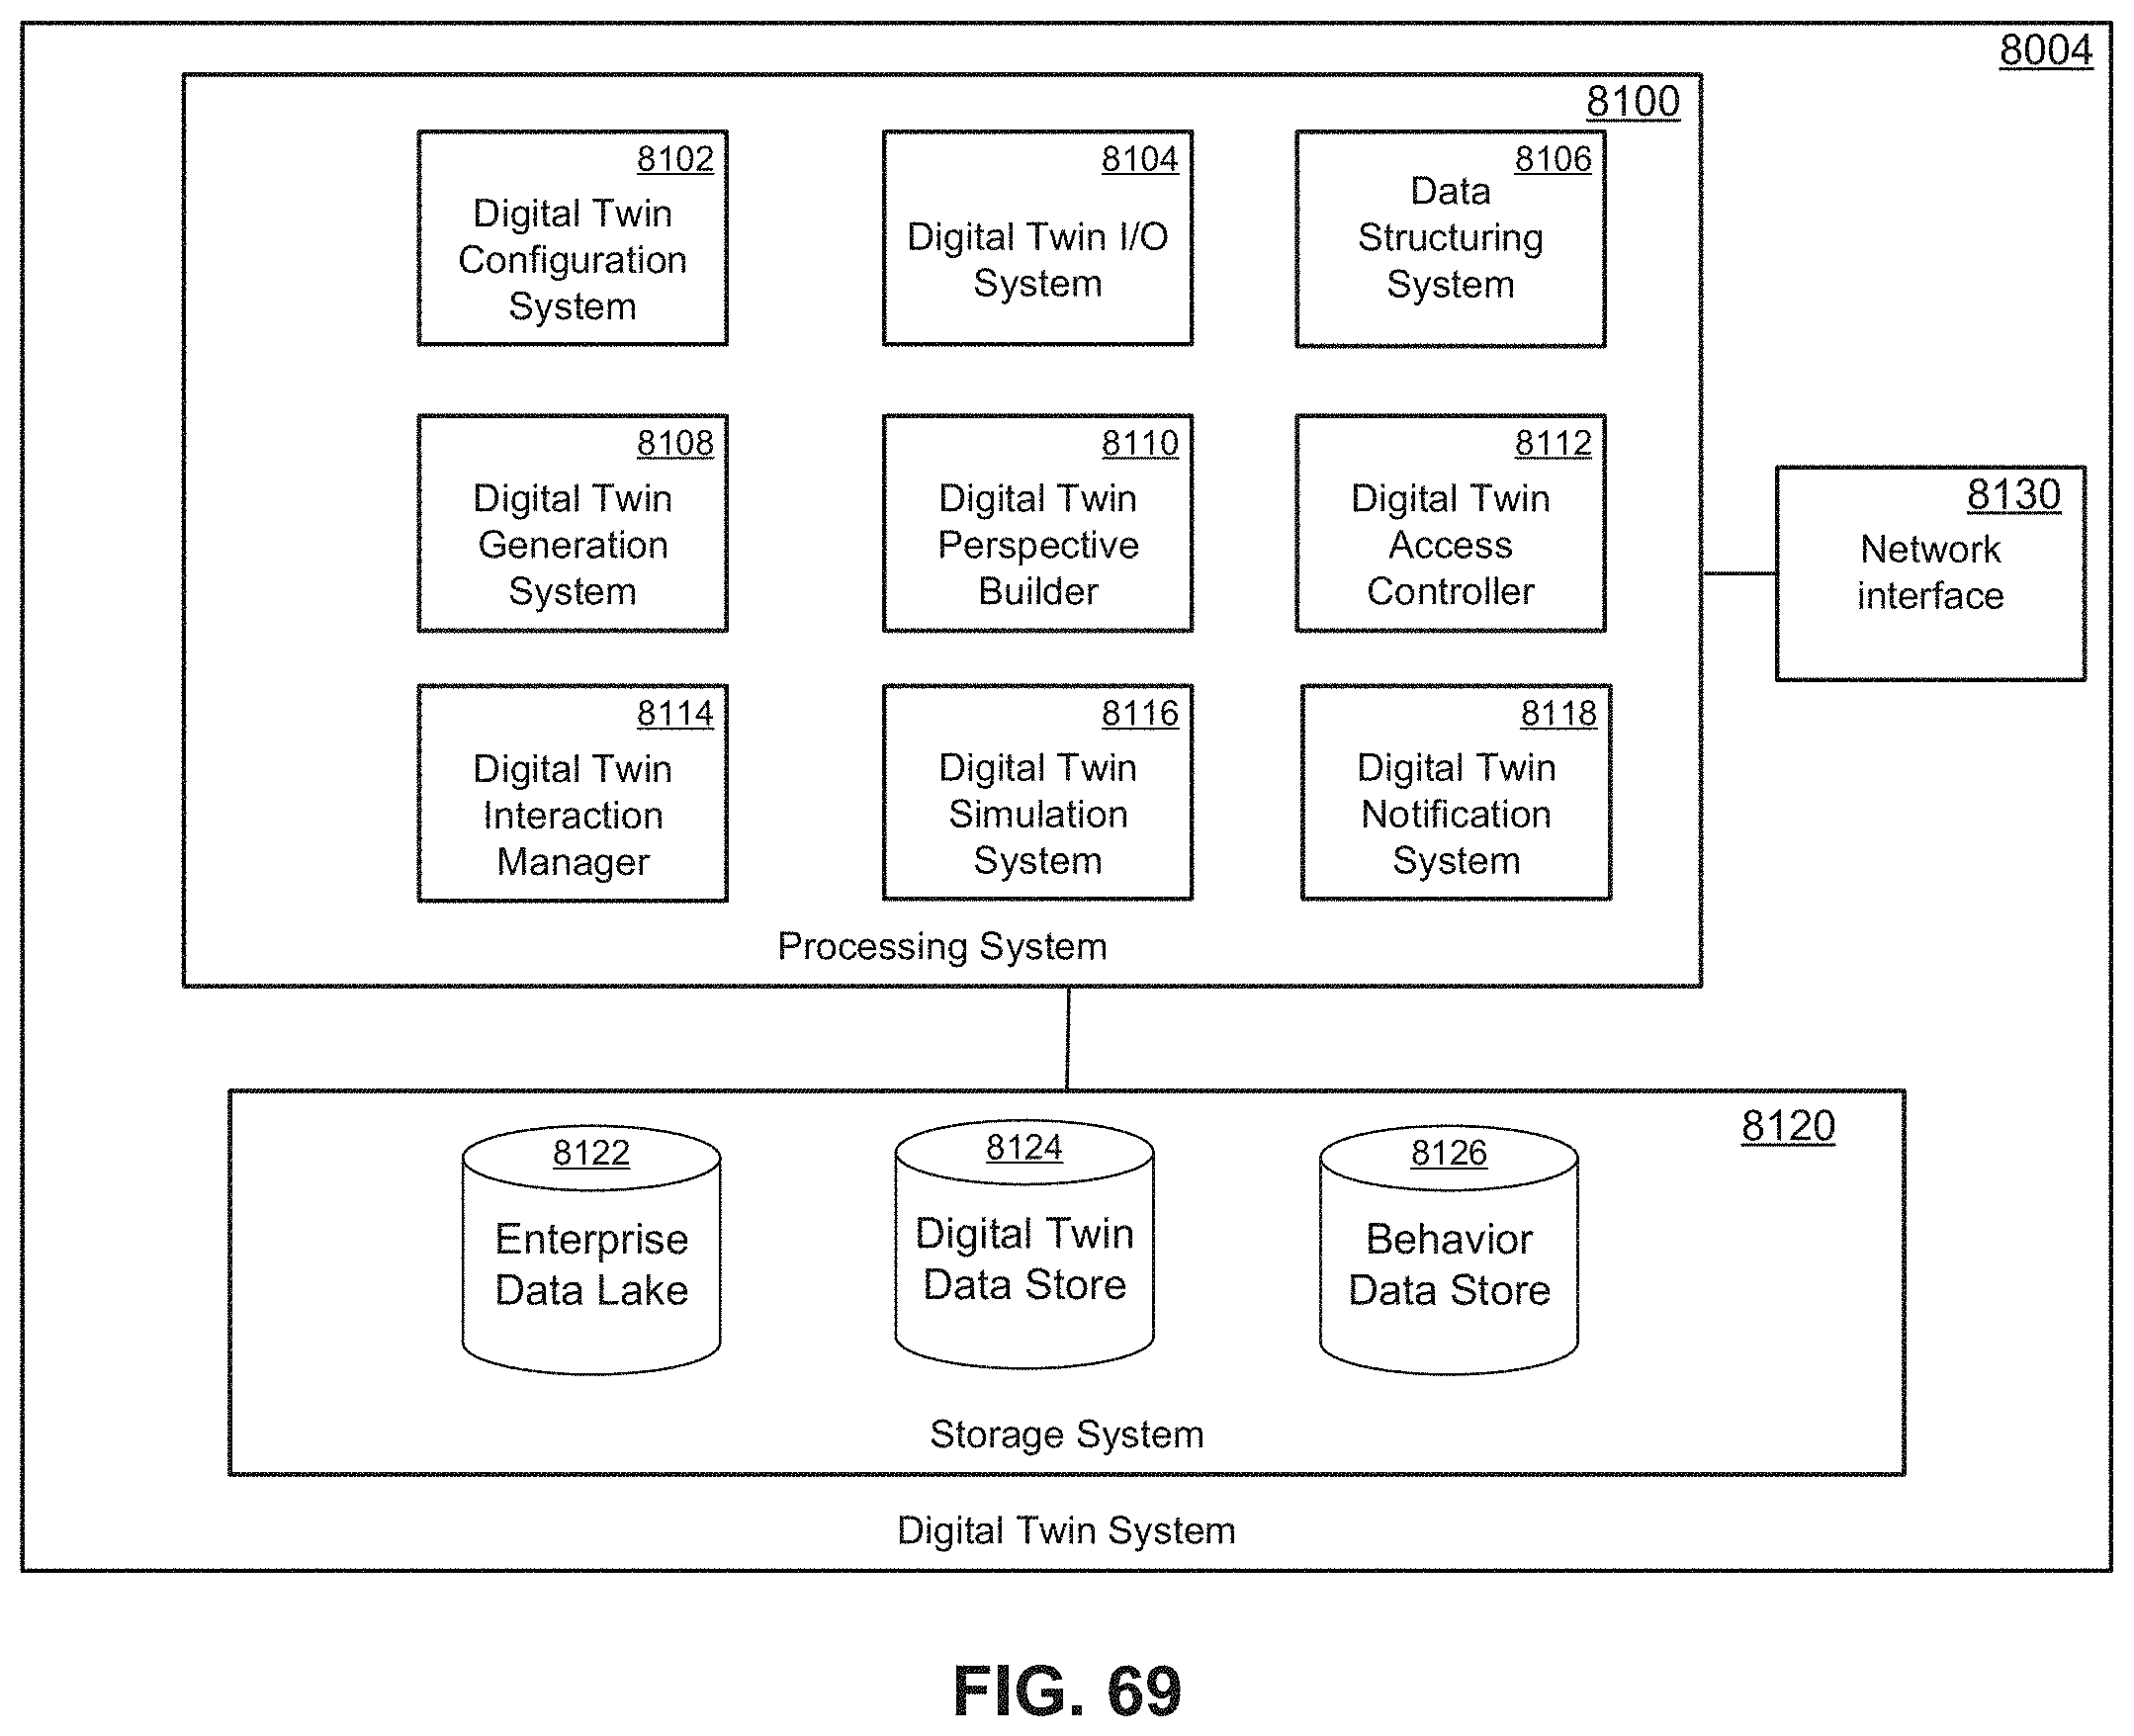 8004
8100
8102
Digital Twin
Configuration
System
8104
Digital Twin I/O
System
8106
Data
Structuring
System
8108
Digital Twin
Generation
System
8110
Digital Twin
Perspective
Builder
8112
Digital Twin
Access
Controller
8130
Network
interface
8114
Digital Twin
Interaction
Manager
8116
Digital Twin
Simulation
System
8118
Digital Twin
Notification
System
Processing System
8120
8122
Enterprise
Data Lake
8124
Digital Twin
Data Store
8126
Behavior
Data Store
Storage System
Digital Twin System
FIG. 69